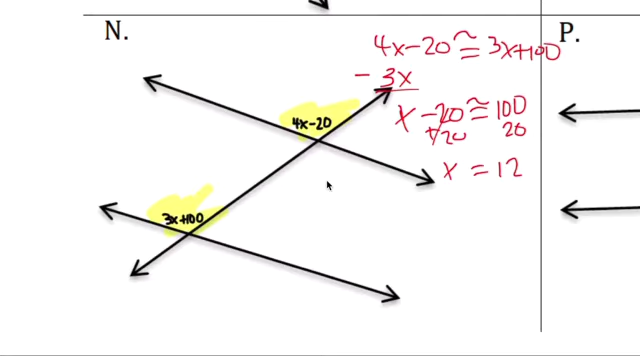 N.
P.
4x-20 ≅ 3x+100
- 3x
x -20 ≅ 100
+20 20
x = 12
4x-20
3x+100